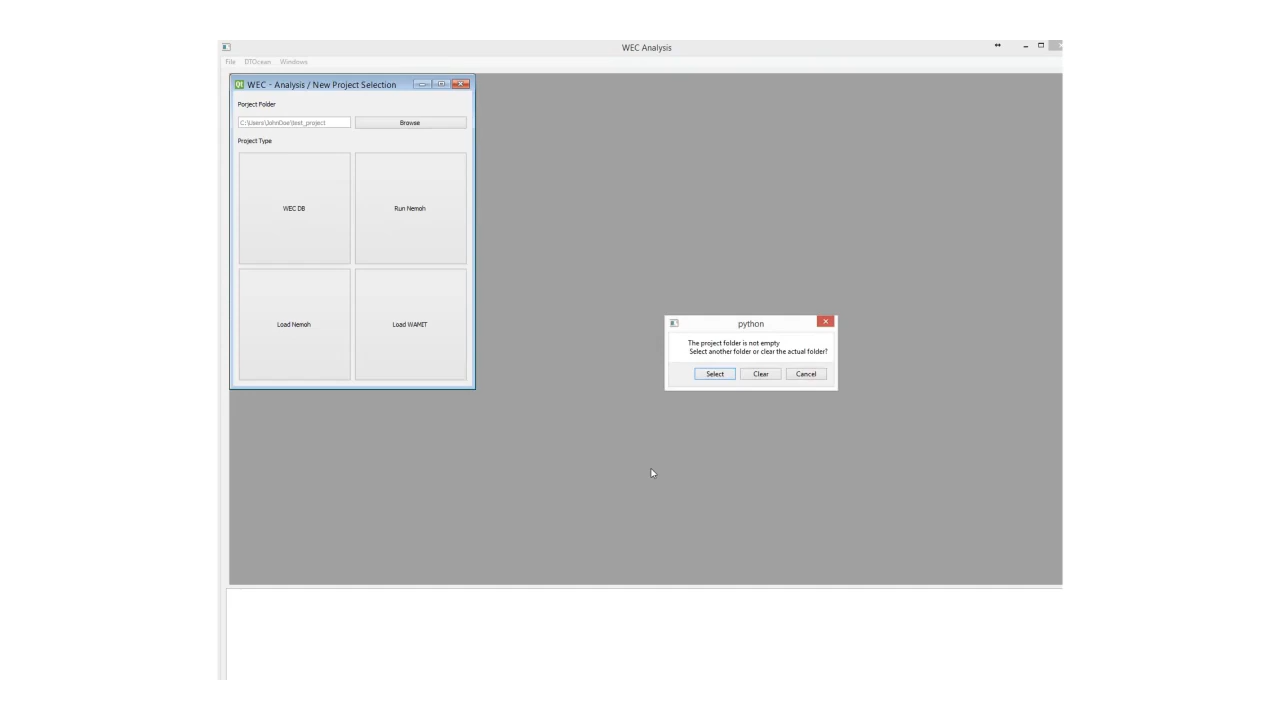 WEC Analysis
File DTOcean Windows
WEC - Analysis / New Project Selection
Porject Folder
C:\Users\JohnDoe\test_project Browse
Project Type
WEC DB Run Nemoh
Load Nemoh Load WAMIT
python
The project folder is not empty
Select another folder or clear the actual folder?
Select Clear Cancel